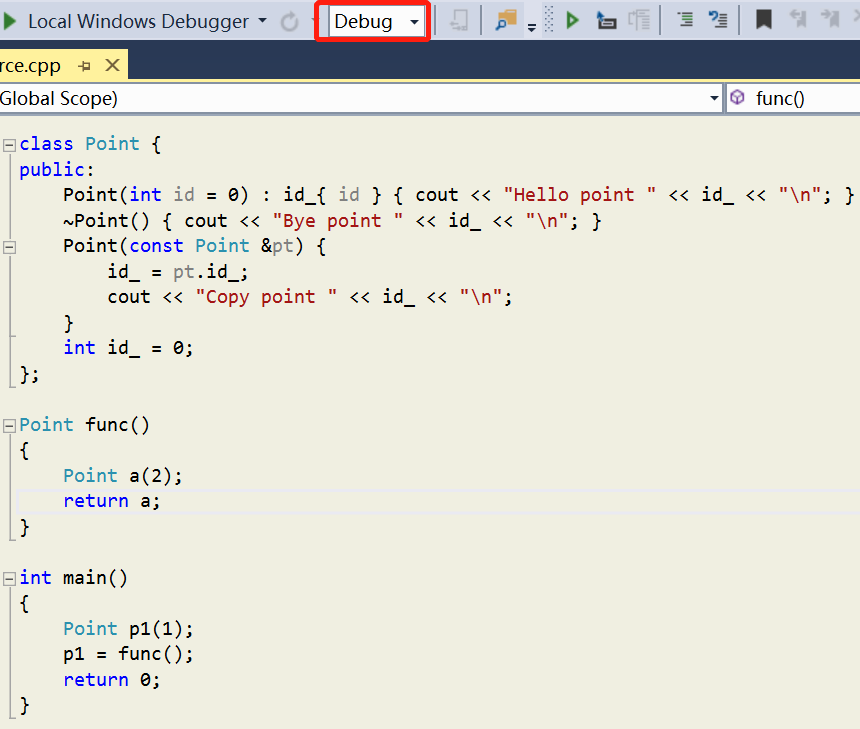 Local Windows Debugger
Debug
rce.cpp
Global Scope)
func()
class Point {
public:
    Point(int id = 0) : id_{ id } { cout << "Hello point " << id_ << "\n"; }
    ~Point() { cout << "Bye point " << id_ << "\n"; }
    Point(const Point &pt) {
        id_ = pt.id_;
        cout << "Copy point " << id_ << "\n";
    }
    int id_ = 0;
};
Point func()
{
    Point a(2);
    return a;
}
int main()
{
    Point p1(1);
    p1 = func();
    return 0;
}